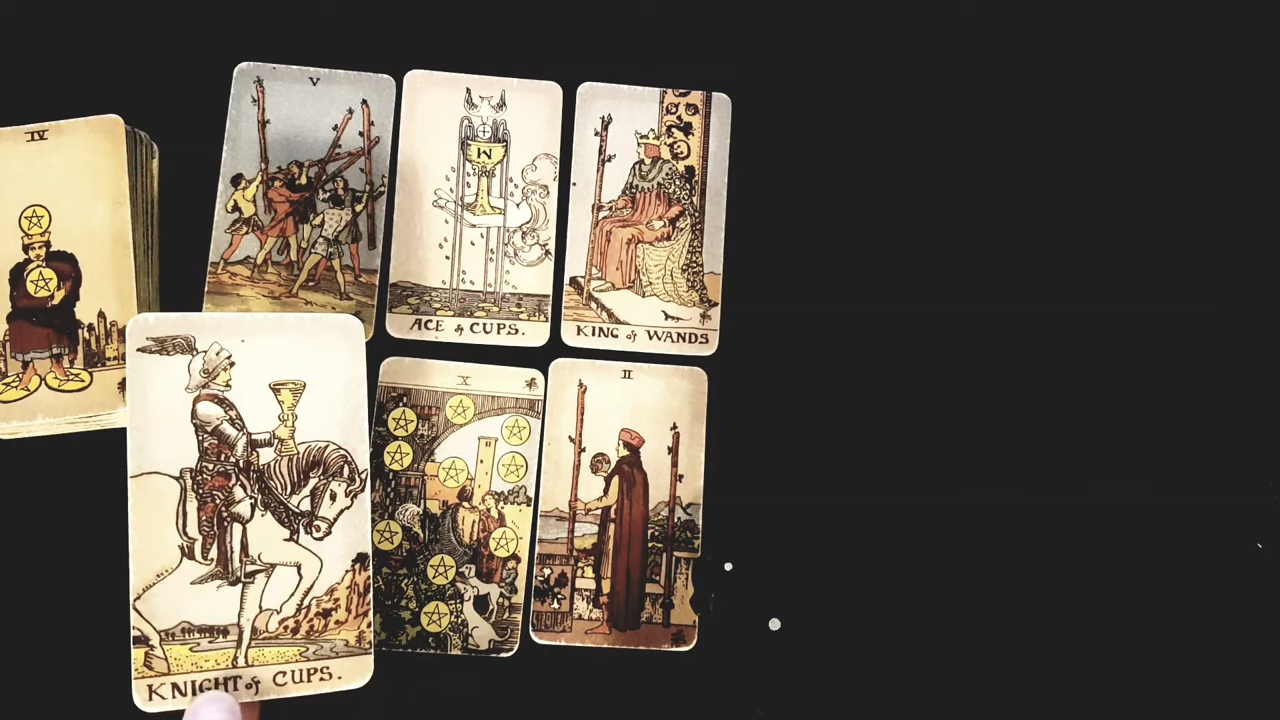 IV
V
ACE of CUPS.
KING of WANDS
KNIGHT of CUPS.
X
II